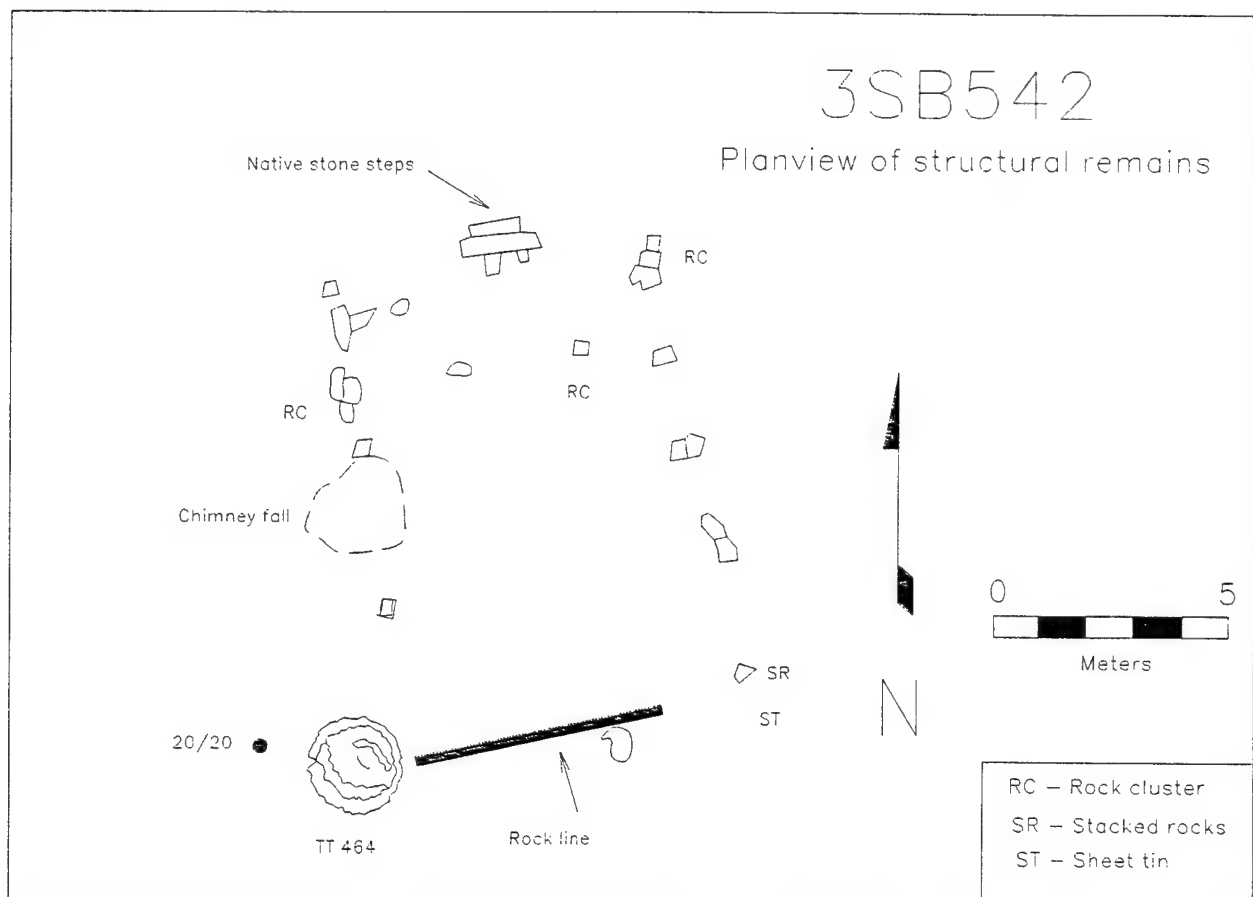 3SB542
Planview of structural remains
Native stone steps
RC
RC
RC
Chimney fall
0 5
Meters
SR
N
ST
20/20
Rock line
TT 464
RC – Rock cluster
SR – Stacked rocks
ST – Sheet tin